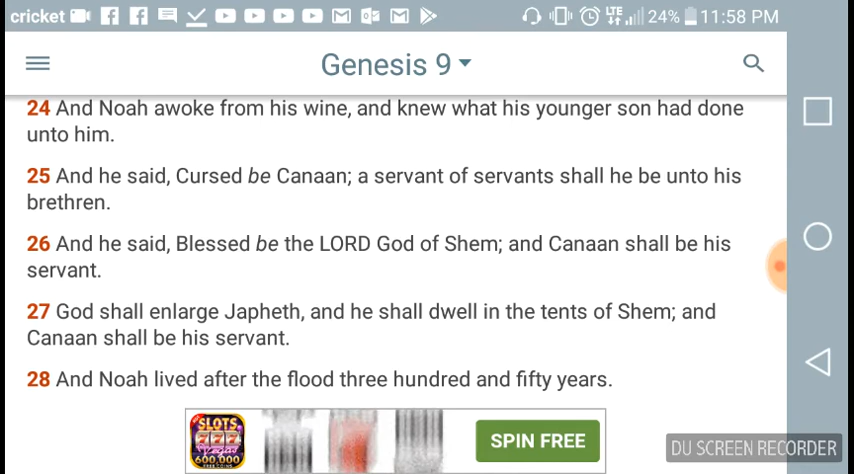 cricket LTE 24% 11:58 PM
Genesis 9
24 And Noah awoke from his wine, and knew what his younger son had done
unto him.
25 And he said, Cursed be Canaan; a servant of servants shall he be unto his
brethren.
26 And he said, Blessed be the LORD God of Shem; and Canaan shall be his
servant.
27 God shall enlarge Japheth, and he shall dwell in the tents of Shem; and
Canaan shall be his servant.
28 And Noah lived after the flood three hundred and fifty years.
SLOTS
777
Vegas
600,000
SPIN FREE
DU SCREEN RECORDER